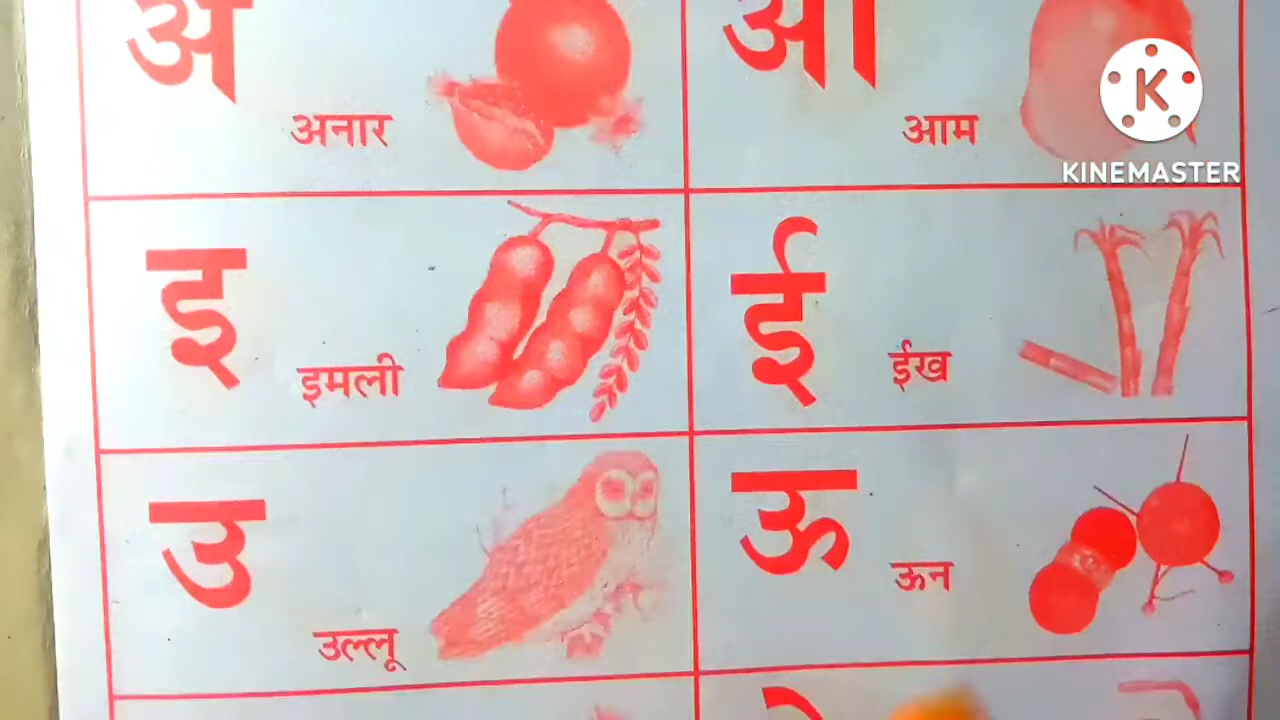 अ
अनार
आ
आम
K
KINEMASTER
इ
इमली
ई
ईख
उ
उल्लू
ऊ
ऊन